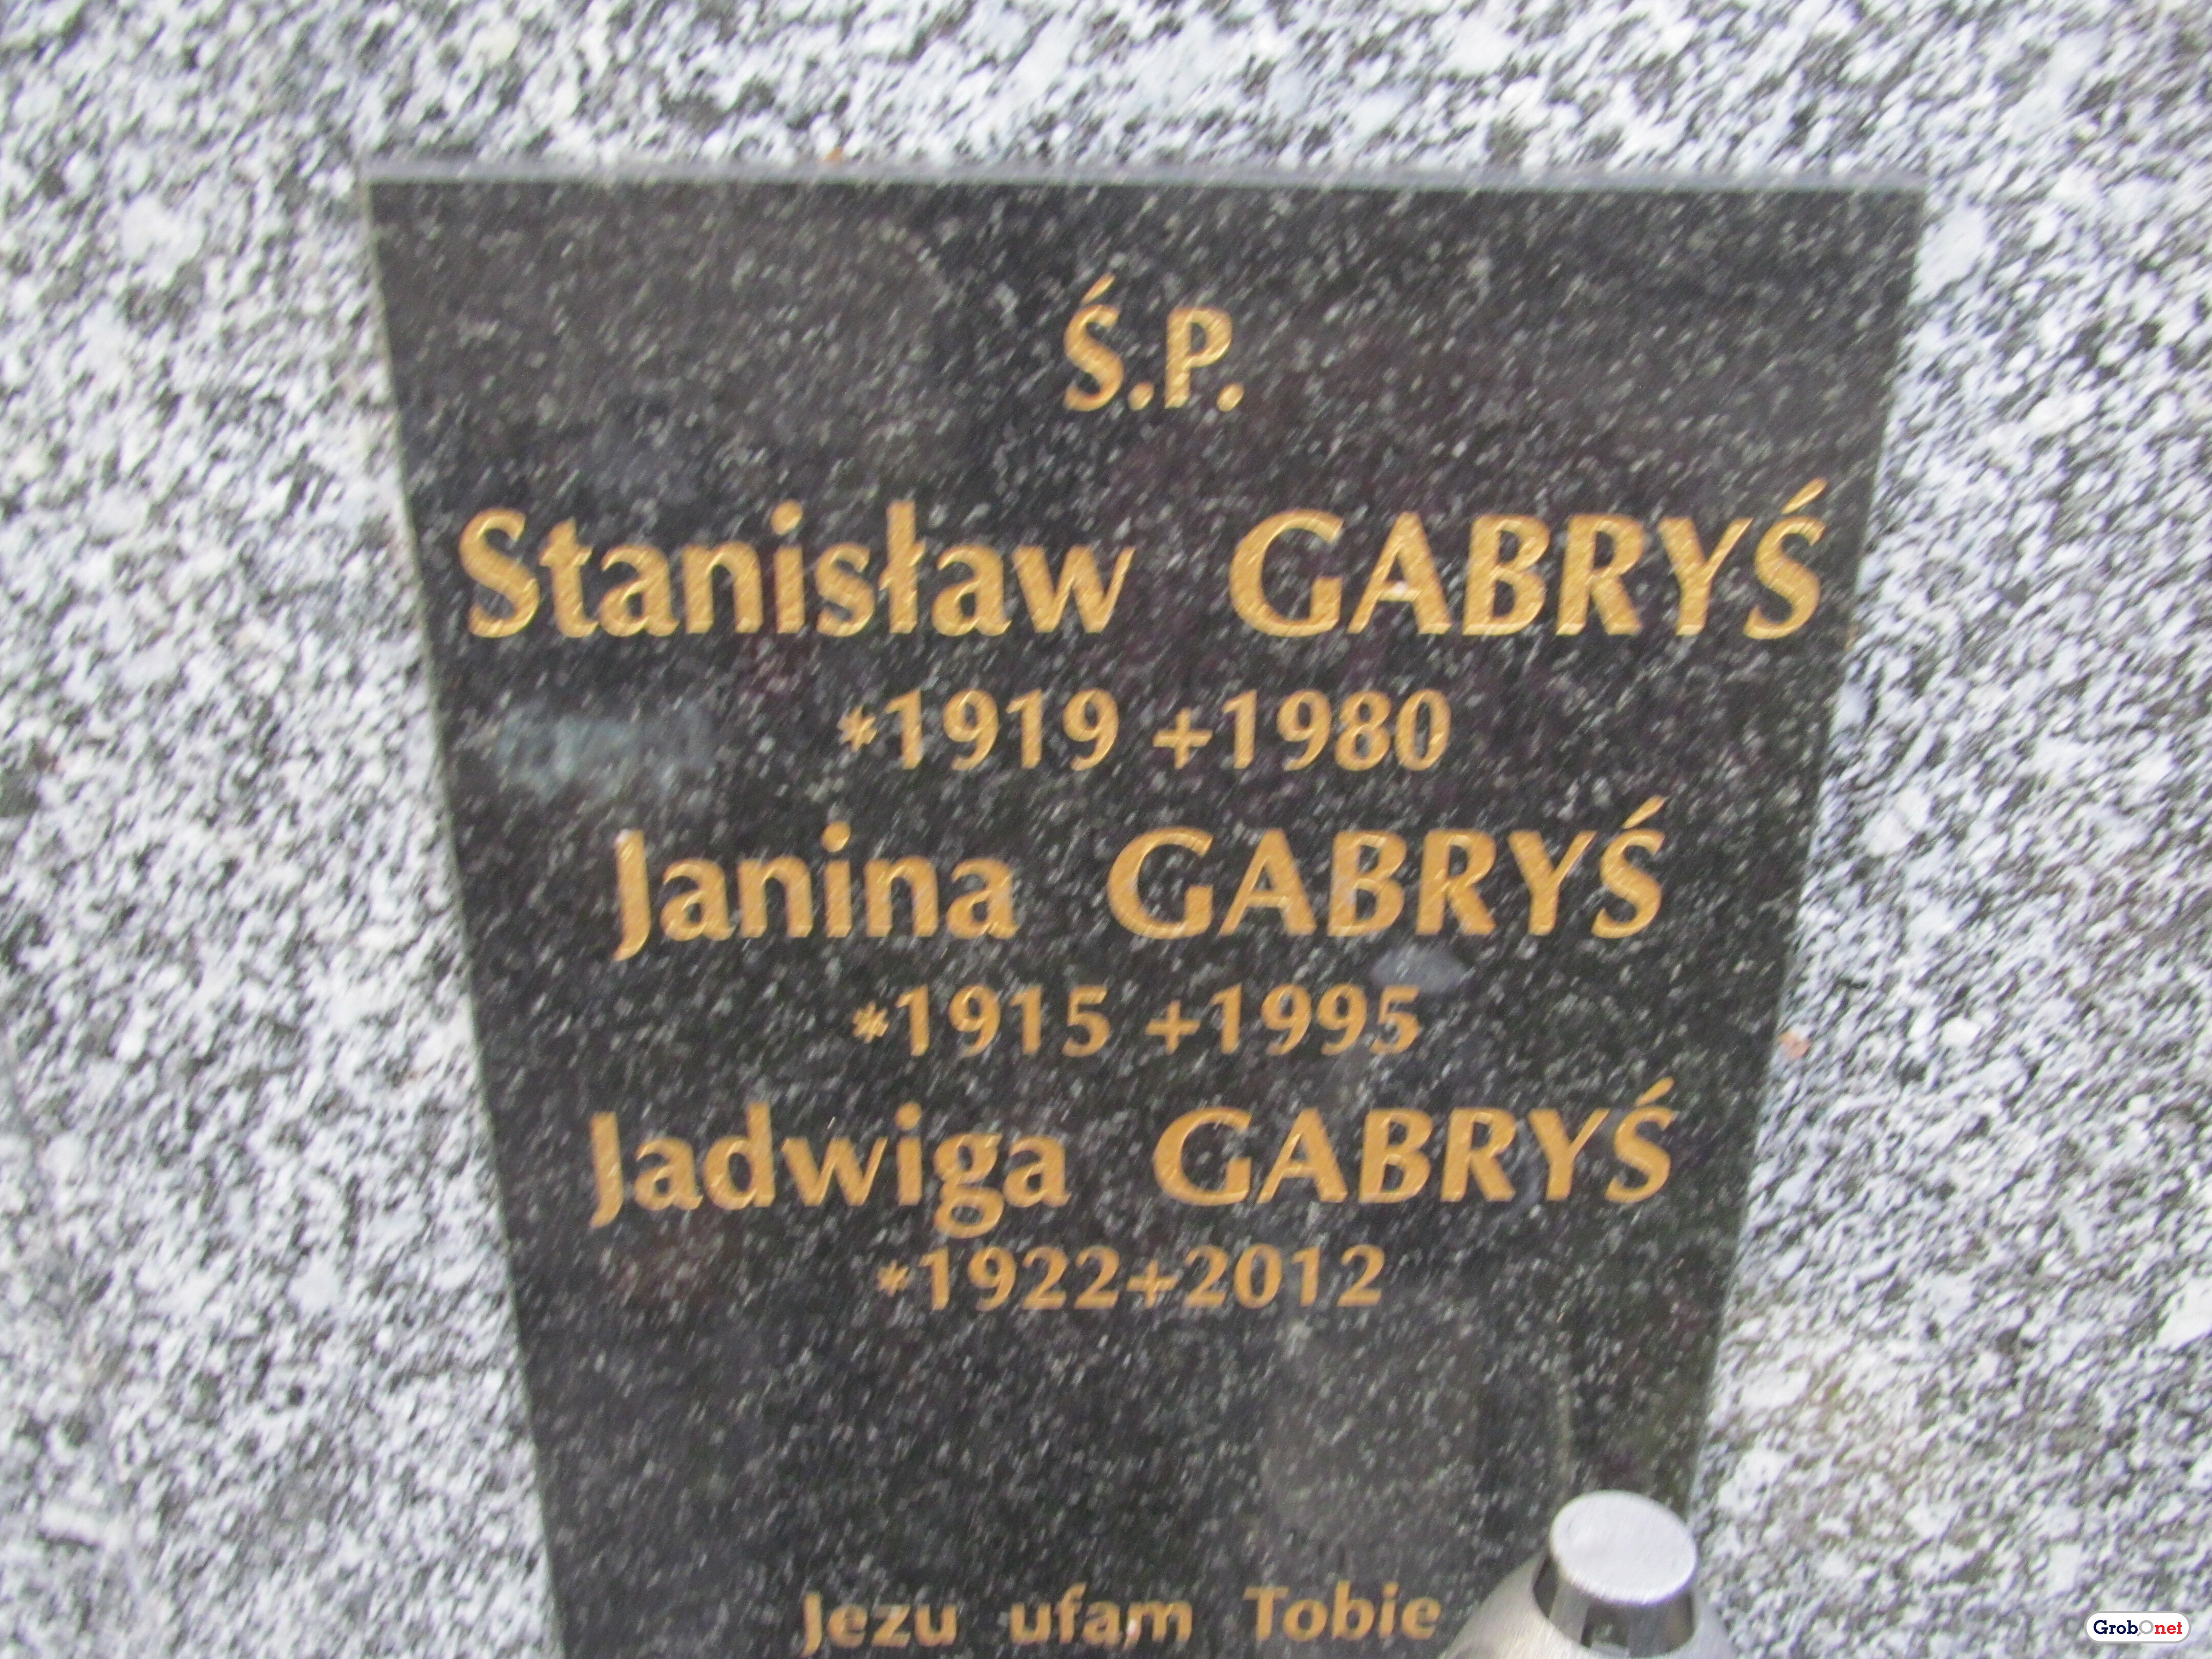 Ś.P.
Stanisław GABRYŚ
*1919 +1980
Janina GABRYŚ
*1915 +1995
Jadwiga GABRYŚ
*1922+2012
Jezu ufam Tobie
GrobOnet